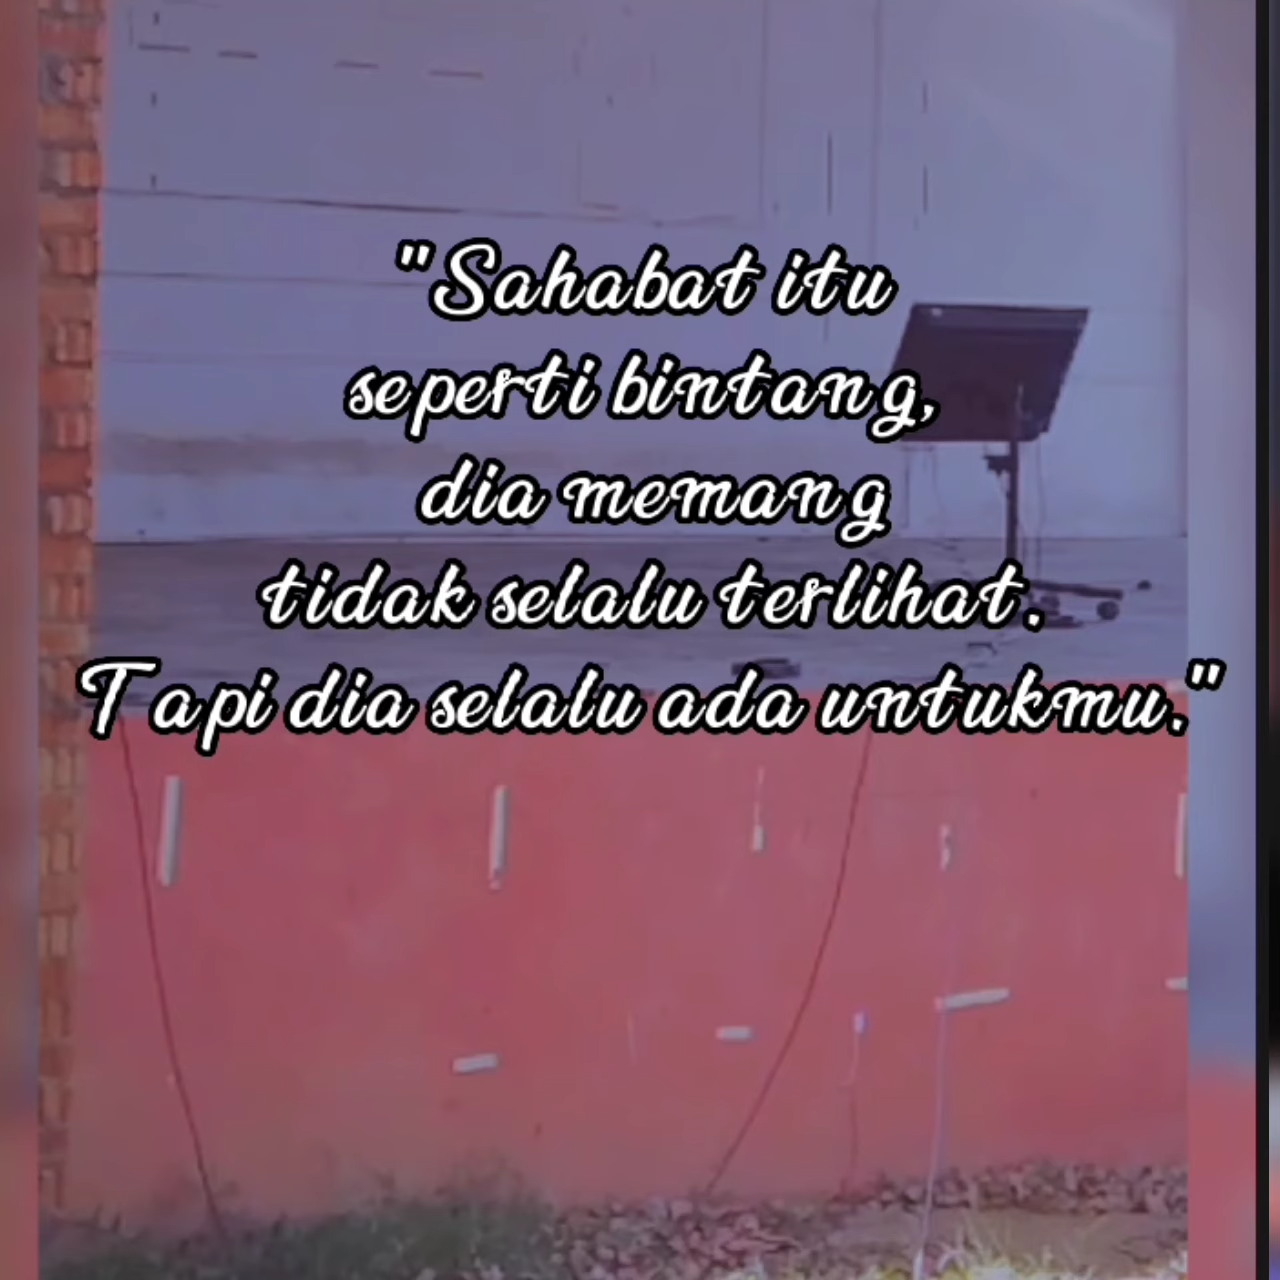 "Sahabat itu
seperti bintang,
dia memang
tidak selalu terlihat.
Tapi dia selalu ada untukmu."